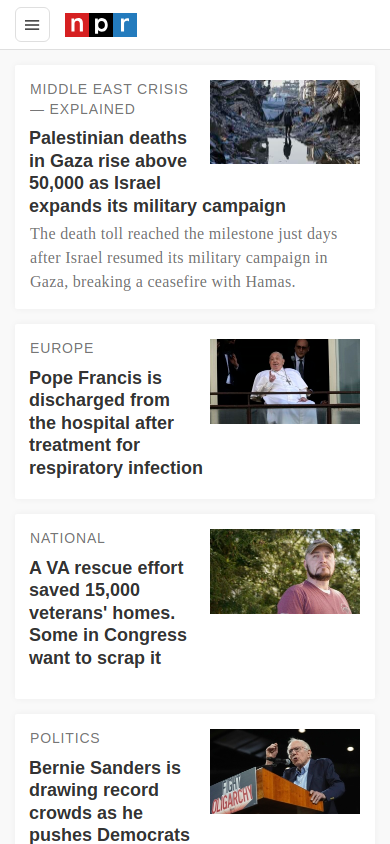 npr
MIDDLE EAST CRISIS
— EXPLAINED
Palestinian deaths
in Gaza rise above
50,000 as Israel
expands its military campaign
The death toll reached the milestone just days
after Israel resumed its military campaign in
Gaza, breaking a ceasefire with Hamas.
EUROPE
Pope Francis is
discharged from
the hospital after
treatment for
respiratory infection
NATIONAL
A VA rescue effort
saved 15,000
veterans' homes.
Some in Congress
want to scrap it
POLITICS
Bernie Sanders is
drawing record
crowds as he
pushes Democrats
FIGHT
OLIGARCHY